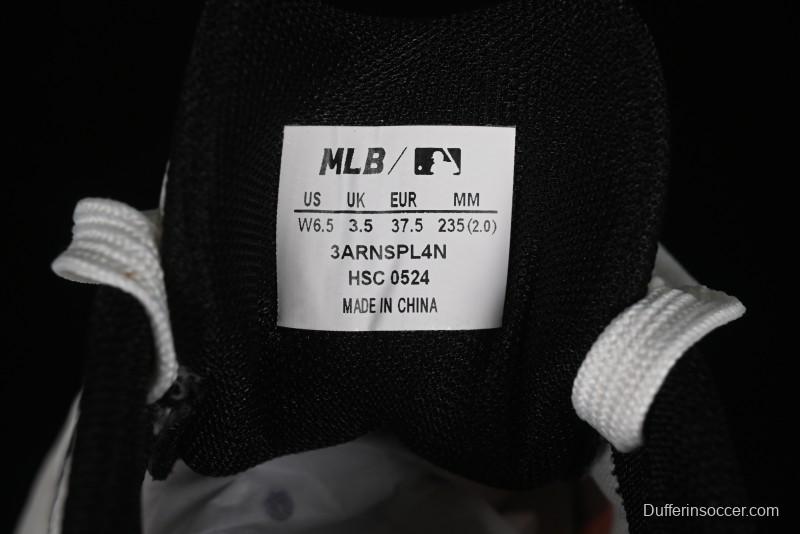 MLB/
US UK EUR MM
W6.5 3.5 37.5 235(2.0)
3ARNSPL4N
HSC 0524
MADE IN CHINA
Dufferinsoccer.com